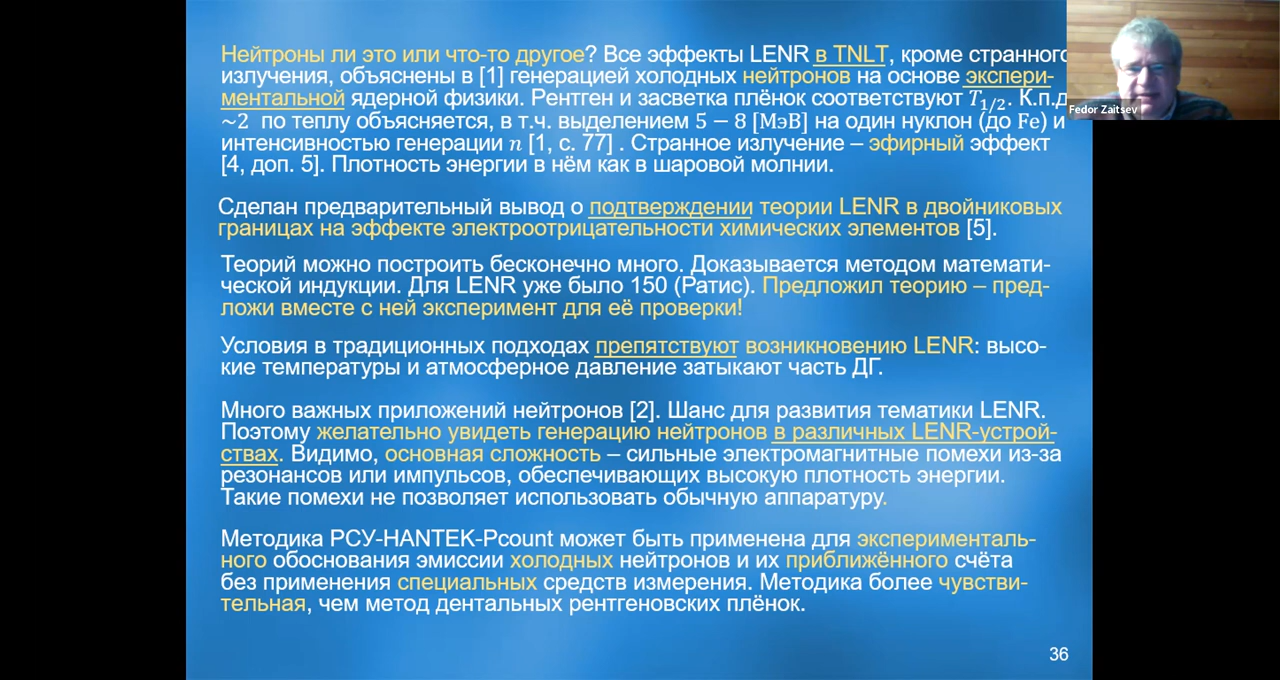 Нейтроны ли это или что-то другое? Все эффекты LENR в TNLT, кроме странного
излучения, объяснены в [1] генерацией холодных нейтронов на основе экспери-
ментальной ядерной физики. Рентген и засветка плёнок соответствуют T1/2. К.п.д
~2 по теплу объясняется, в т.ч. выделением 5 − 8 [МэВ] на один нуклон (до Fe) и
интенсивностью генерации n [1, с. 77] . Странное излучение – эфирный эффект
[4, доп. 5]. Плотность энергии в нём как в шаровой молнии.
Сделан предварительный вывод о подтверждении теории LENR в двойниковых
границах на эффекте электроотрицательности химических элементов [5].
Теорий можно построить бесконечно много. Доказывается методом математи-
ческой индукции. Для LENR уже было 150 (Ратис). Предложил теорию – пред-
ложи вместе с ней эксперимент для её проверки!
Условия в традиционных подходах препятствуют возникновению LENR: высо-
кие температуры и атмосферное давление затыкают часть ДГ.
Много важных приложений нейтронов [2]. Шанс для развития тематики LENR.
Поэтому желательно увидеть генерацию нейтронов в различных LENR-устрой-
ствах. Видимо, основная сложность – сильные электромагнитные помехи из-за
резонансов или импульсов, обеспечивающих высокую плотность энергии.
Такие помехи не позволяет использовать обычную аппаратуру.
Методика РСУ-HANTEK-Pcount может быть применена для эксперименталь-
ного обоснования эмиссии холодных нейтронов и их приближённого счёта
без применения специальных средств измерения. Методика более чувстви-
тельная, чем метод дентальных рентгеновских плёнок.
36
Fedor Zaitsev